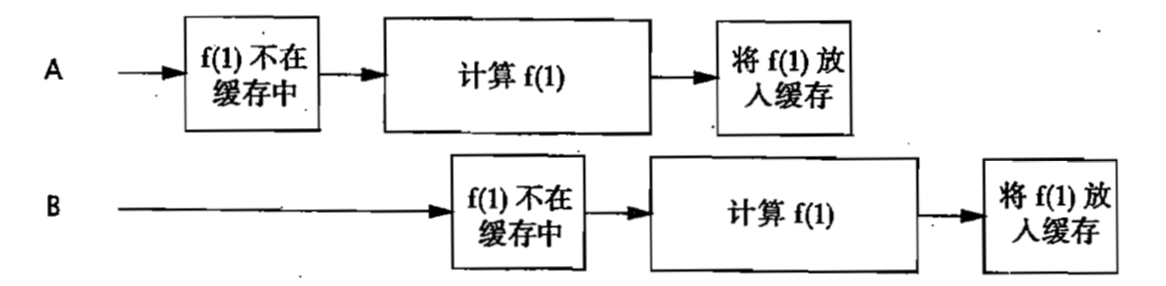 A
f(1) 不在
缓存中
计算 f(1)
将 f(1) 放
入缓存
B
f(1) 不在
缓存中
计算 f(1)
将 f(1) 放
入缓存